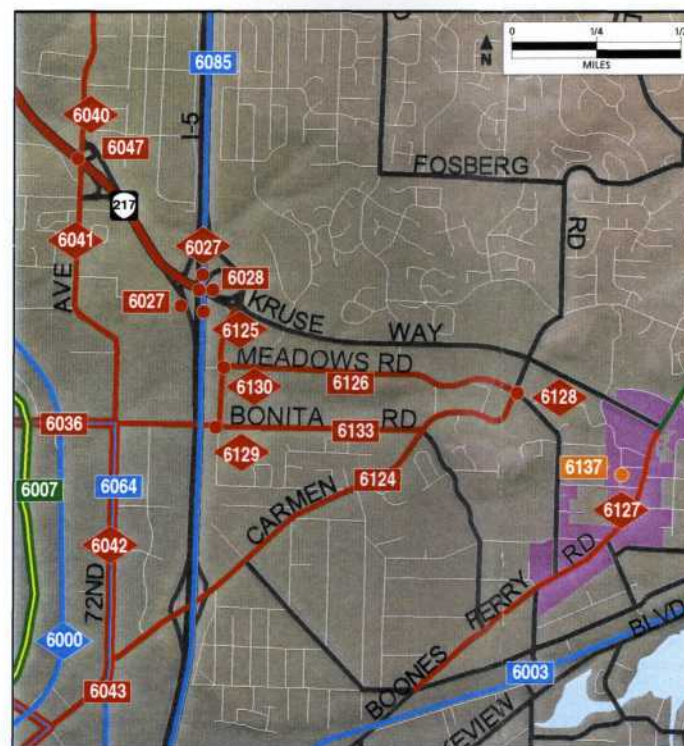 0 1/4 1/2
MILES
N
6085
I-5
6040
6047
FOSBERG
217
RD
6041
6027
6028
AVE
6027
KRUSE
WAY
6125
MEADOWS RD
6130
6126
6128
BONITA RD
6036
6133
6129
6137
6007
6064
6124
CARMEN
6127
6042
72ND
FERRY RD
6000
BLVD
6003
6043
BOONES